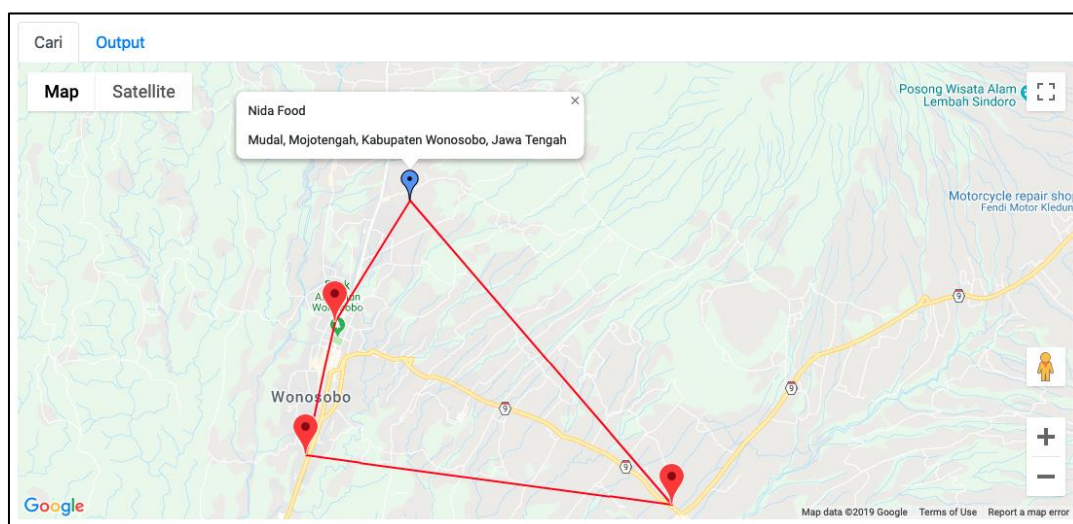 Cari Output
Map Satellite
Nida Food
Mudal, Mojotengah, Kabupaten Wonosobo, Jawa Tengah
Posong Wisata Alam
Lembah Sindoro
Motorcycle repair shop
Fendi Motor Kledun
9
9
9
9
Wonosobo
Google
Map data ©2019 Google Terms of Use Report a map error